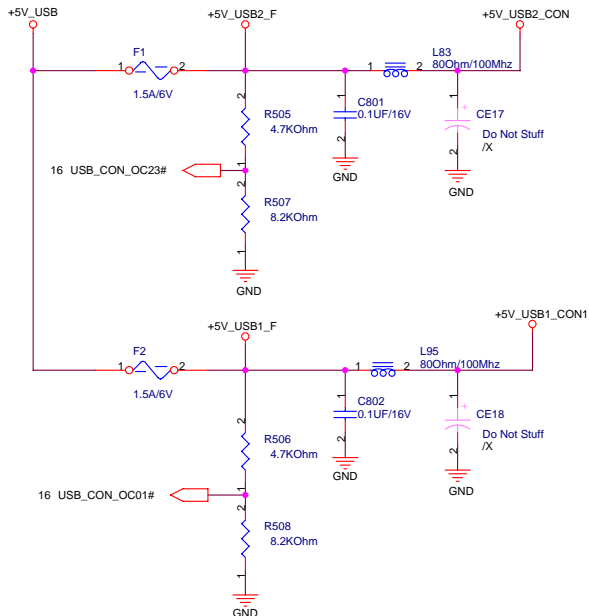 +5V_USB
+5V_USB2_F
+5V_USB2_CON
F1
1 2
1.5A/6V
L83
80Ohm/100Mhz
1 2
2
R505
4.7KOhm
1
1
C801
0.1UF/16V
2
GND
1
+
CE17
Do Not Stuff
/X
2
GND
16 USB_CON_OC23#
2
R507
8.2KOhm
1
GND
+5V_USB1_F
+5V_USB1_CON1
F2
1 2
1.5A/6V
L95
80Ohm/100Mhz
1 2
2
R506
4.7KOhm
1
1
C802
0.1UF/16V
2
GND
1
+
CE18
Do Not Stuff
/X
2
GND
16 USB_CON_OC01#
2
R508
8.2KOhm
1
GND